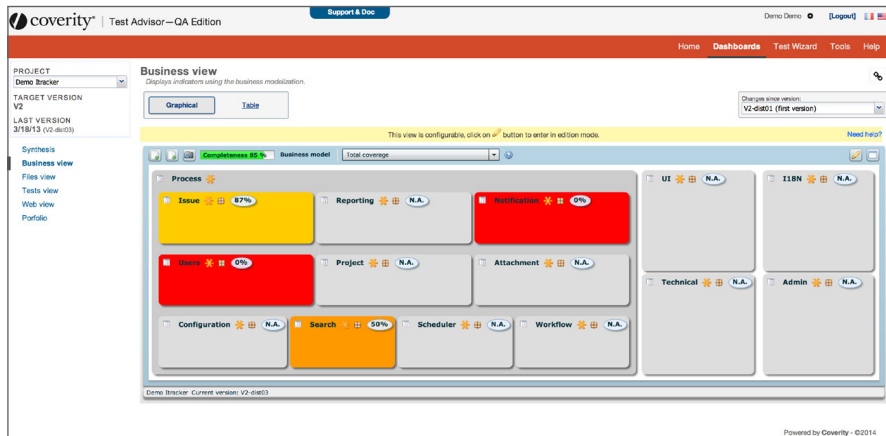 coverity® | Test Advisor—QA Edition
Support & Doc
Demo Demo [Logout]
Home Dashboards Test Wizard Tools Help
PROJECT
Demo Itracker
TARGET VERSION
V2
LAST VERSION
3/18/13 (V2-dist03)
Synthesis
Business view
Files view
Tests view
Web view
Porfolio
Business view
Displays indicators using the business modelization.
Graphical Table
Changes since version:
V2-dist01 (first version)
This view is configurable, click on button to enter in edition mode.
Need help?
Completeness 85 % Business model Total coverage
Process
Issue 87% Reporting N.A. Notification 0%
Users 0% Project N.A. Attachment N.A.
Configuration N.A. Search 50% Scheduler N.A. Workflow N.A.
UI N.A. I18N N.A.
Technical N.A. Admin N.A.
Demo Itracker Current version: V2-dist03
Powered by Coverity - ©2014